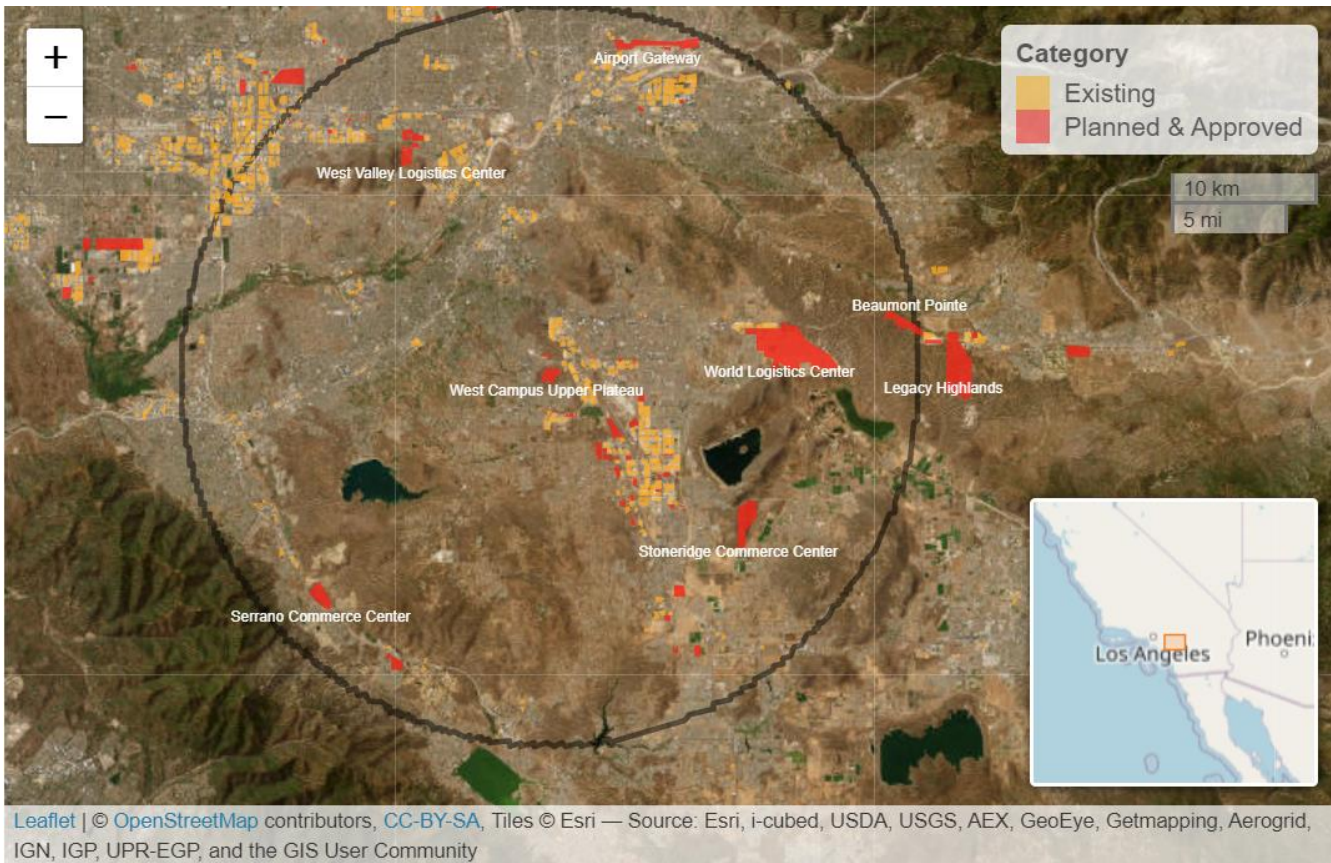 +
−
Airport Gateway
West Valley Logistics Center
Category
Existing
Planned & Approved
10 km
5 mi
Beaumont Pointe
West Campus Upper Plateau
World Logistics Center
Legacy Highlands
Stoneridge Commerce Center
Serrano Commerce Center
Los Angeles
Phoeni
Leaflet | © OpenStreetMap contributors, CC-BY-SA, Tiles © Esri — Source: Esri, i-cubed, USDA, USGS, AEX, GeoEye, Getmapping, Aerogrid,
IGN, IGP, UPR-EGP, and the GIS User Community